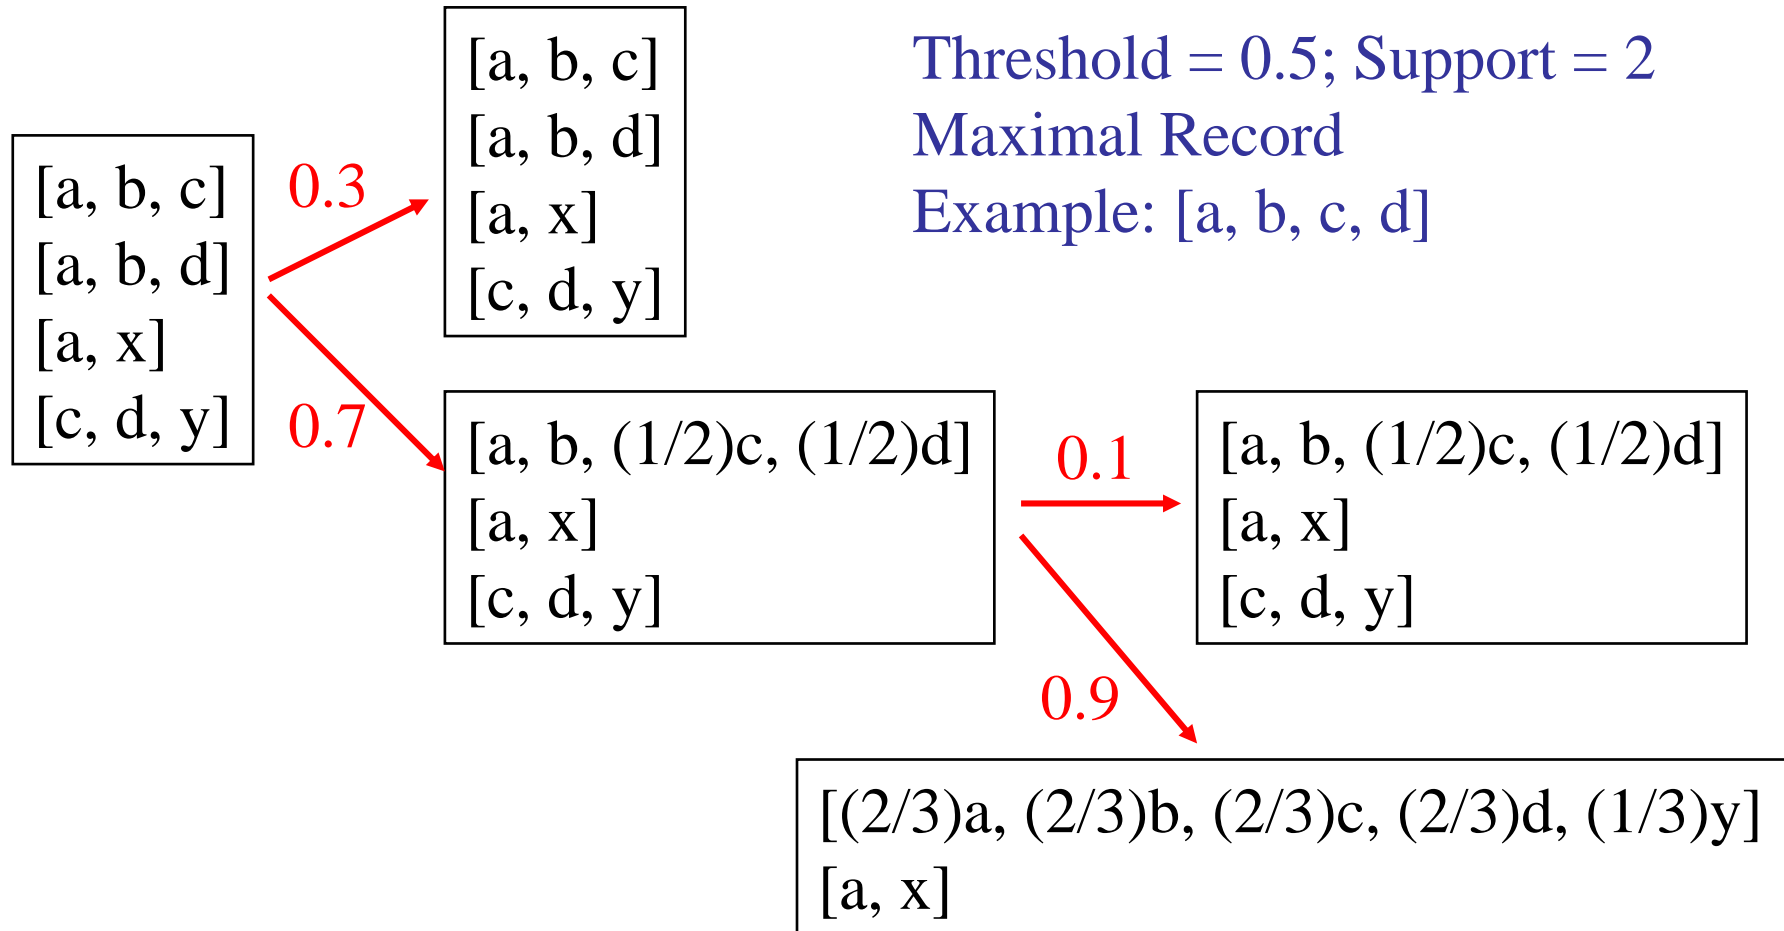 [a, b, c]
[a, b, d]
[a, x]
[c, d, y]
0.3
0.7
[a, b, c]
[a, b, d]
[a, x]
[c, d, y]
Threshold = 0.5; Support = 2
Maximal Record
Example: [a, b, c, d]
[a, b, (1/2)c, (1/2)d]
[a, x]
[c, d, y]
0.1
0.9
[a, b, (1/2)c, (1/2)d]
[a, x]
[c, d, y]
[(2/3)a, (2/3)b, (2/3)c, (2/3)d, (1/3)y]
[a, x]